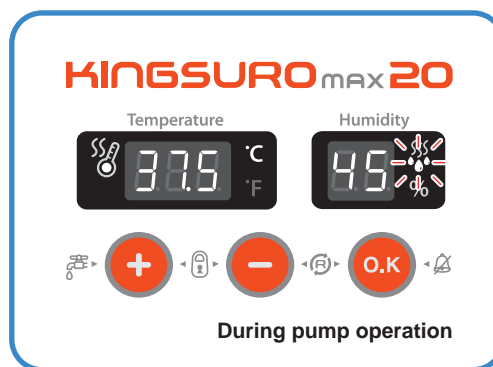 KINGSURO MAX 20
Temperature Humidity
37.5 °C °F 45 %
+ R - O.K
During pump operation